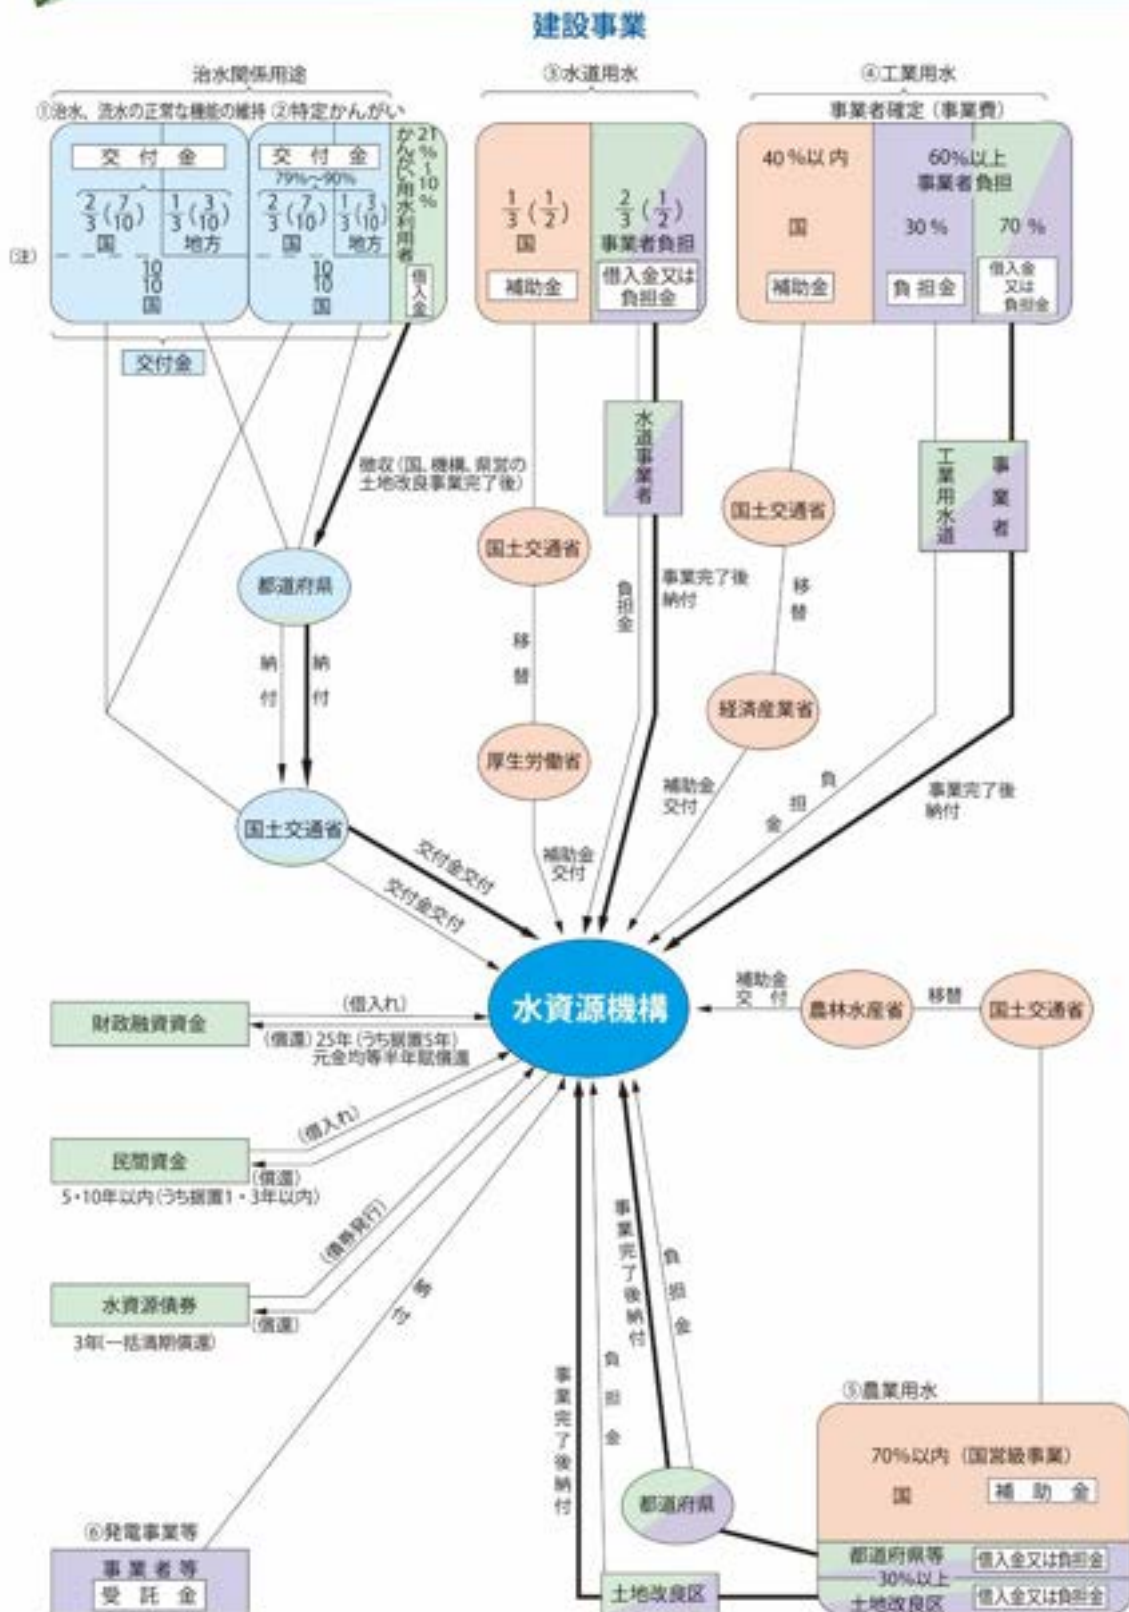 建設事業
治水関係用途
③水道用水
④工業用水
①治水、流水の正常な機能の維持
②特定かんがい
事業者確定(事業費)
交付金
2/3(7/10)
国
1/3(3/10)
地方
10/10
国
交付金
79%~90%
2/3(7/10)
国
1/3(3/10)
地方
10/10
国
21%~10%
かんがい用水利用者
借入金
(注)
交付金
1/3(1/2)
国
補助金
2/3(1/2)
事業者負担
借入金又は
負担金
40%以内
国
補助金
60%以上
事業者負担
30%
負担金
70%
借入金
又は
負担金
徴収(国、機構、県営の
土地改良事業完了後)
水道事業者
工業用水道
事業者
都道府県
納付
納付
国土交通省
交付金交付
交付金交付
国土交通省
移替
厚生労働省
補助金
交付
負担金
事業完了後
納付
国土交通省
移替
経済産業省
補助金
交付
負担金
事業完了後
納付
水資源機構
補助金
交付
農林水産省
移替
国土交通省
財政融資資金
(借入れ)
(償還)25年(うち据置5年)
元金均等半年賦償還
民間資金
(借入れ)
(償還)
5・10年以内(うち据置1・3年以内)
水資源債券
(債券発行)
(償還)
3年(一括満期償還)
納付
⑥発電事業等
事業者等
受託金
事業完了後納付
負担金
事業完了後納付
負担金
都道府県
土地改良区
⑤農業用水
70%以内(国営級事業)
国
補助金
都道府県等
借入金又は負担金
30%以上
土地改良区
借入金又は負担金